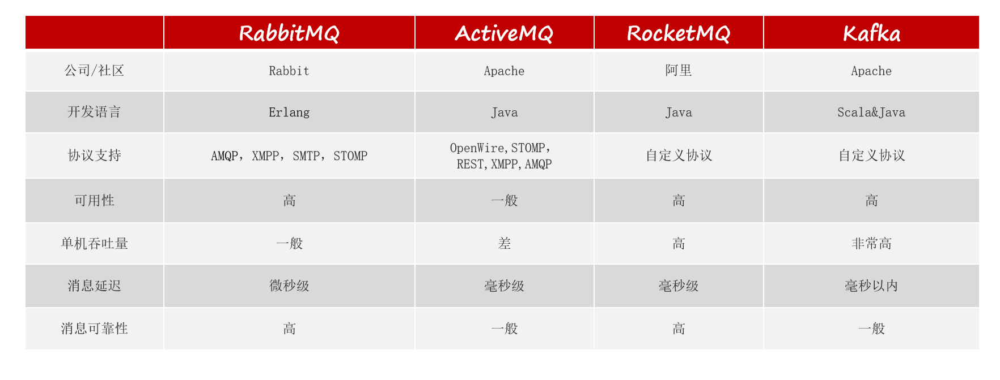 RabbitMQ ActiveMQ RocketMQ Kafka
公司/社区 Rabbit Apache 阿里 Apache
开发语言 Erlang Java Java Scala&Java
协议支持 AMQP，XMPP，SMTP，STOMP OpenWire,STOMP，
REST,XMPP,AMQP 自定义协议 自定义协议
可用性 高 一般 高 高
单机吞吐量 一般 差 高 非常高
消息延迟 微秒级 毫秒级 毫秒级 毫秒以内
消息可靠性 高 一般 高 一般